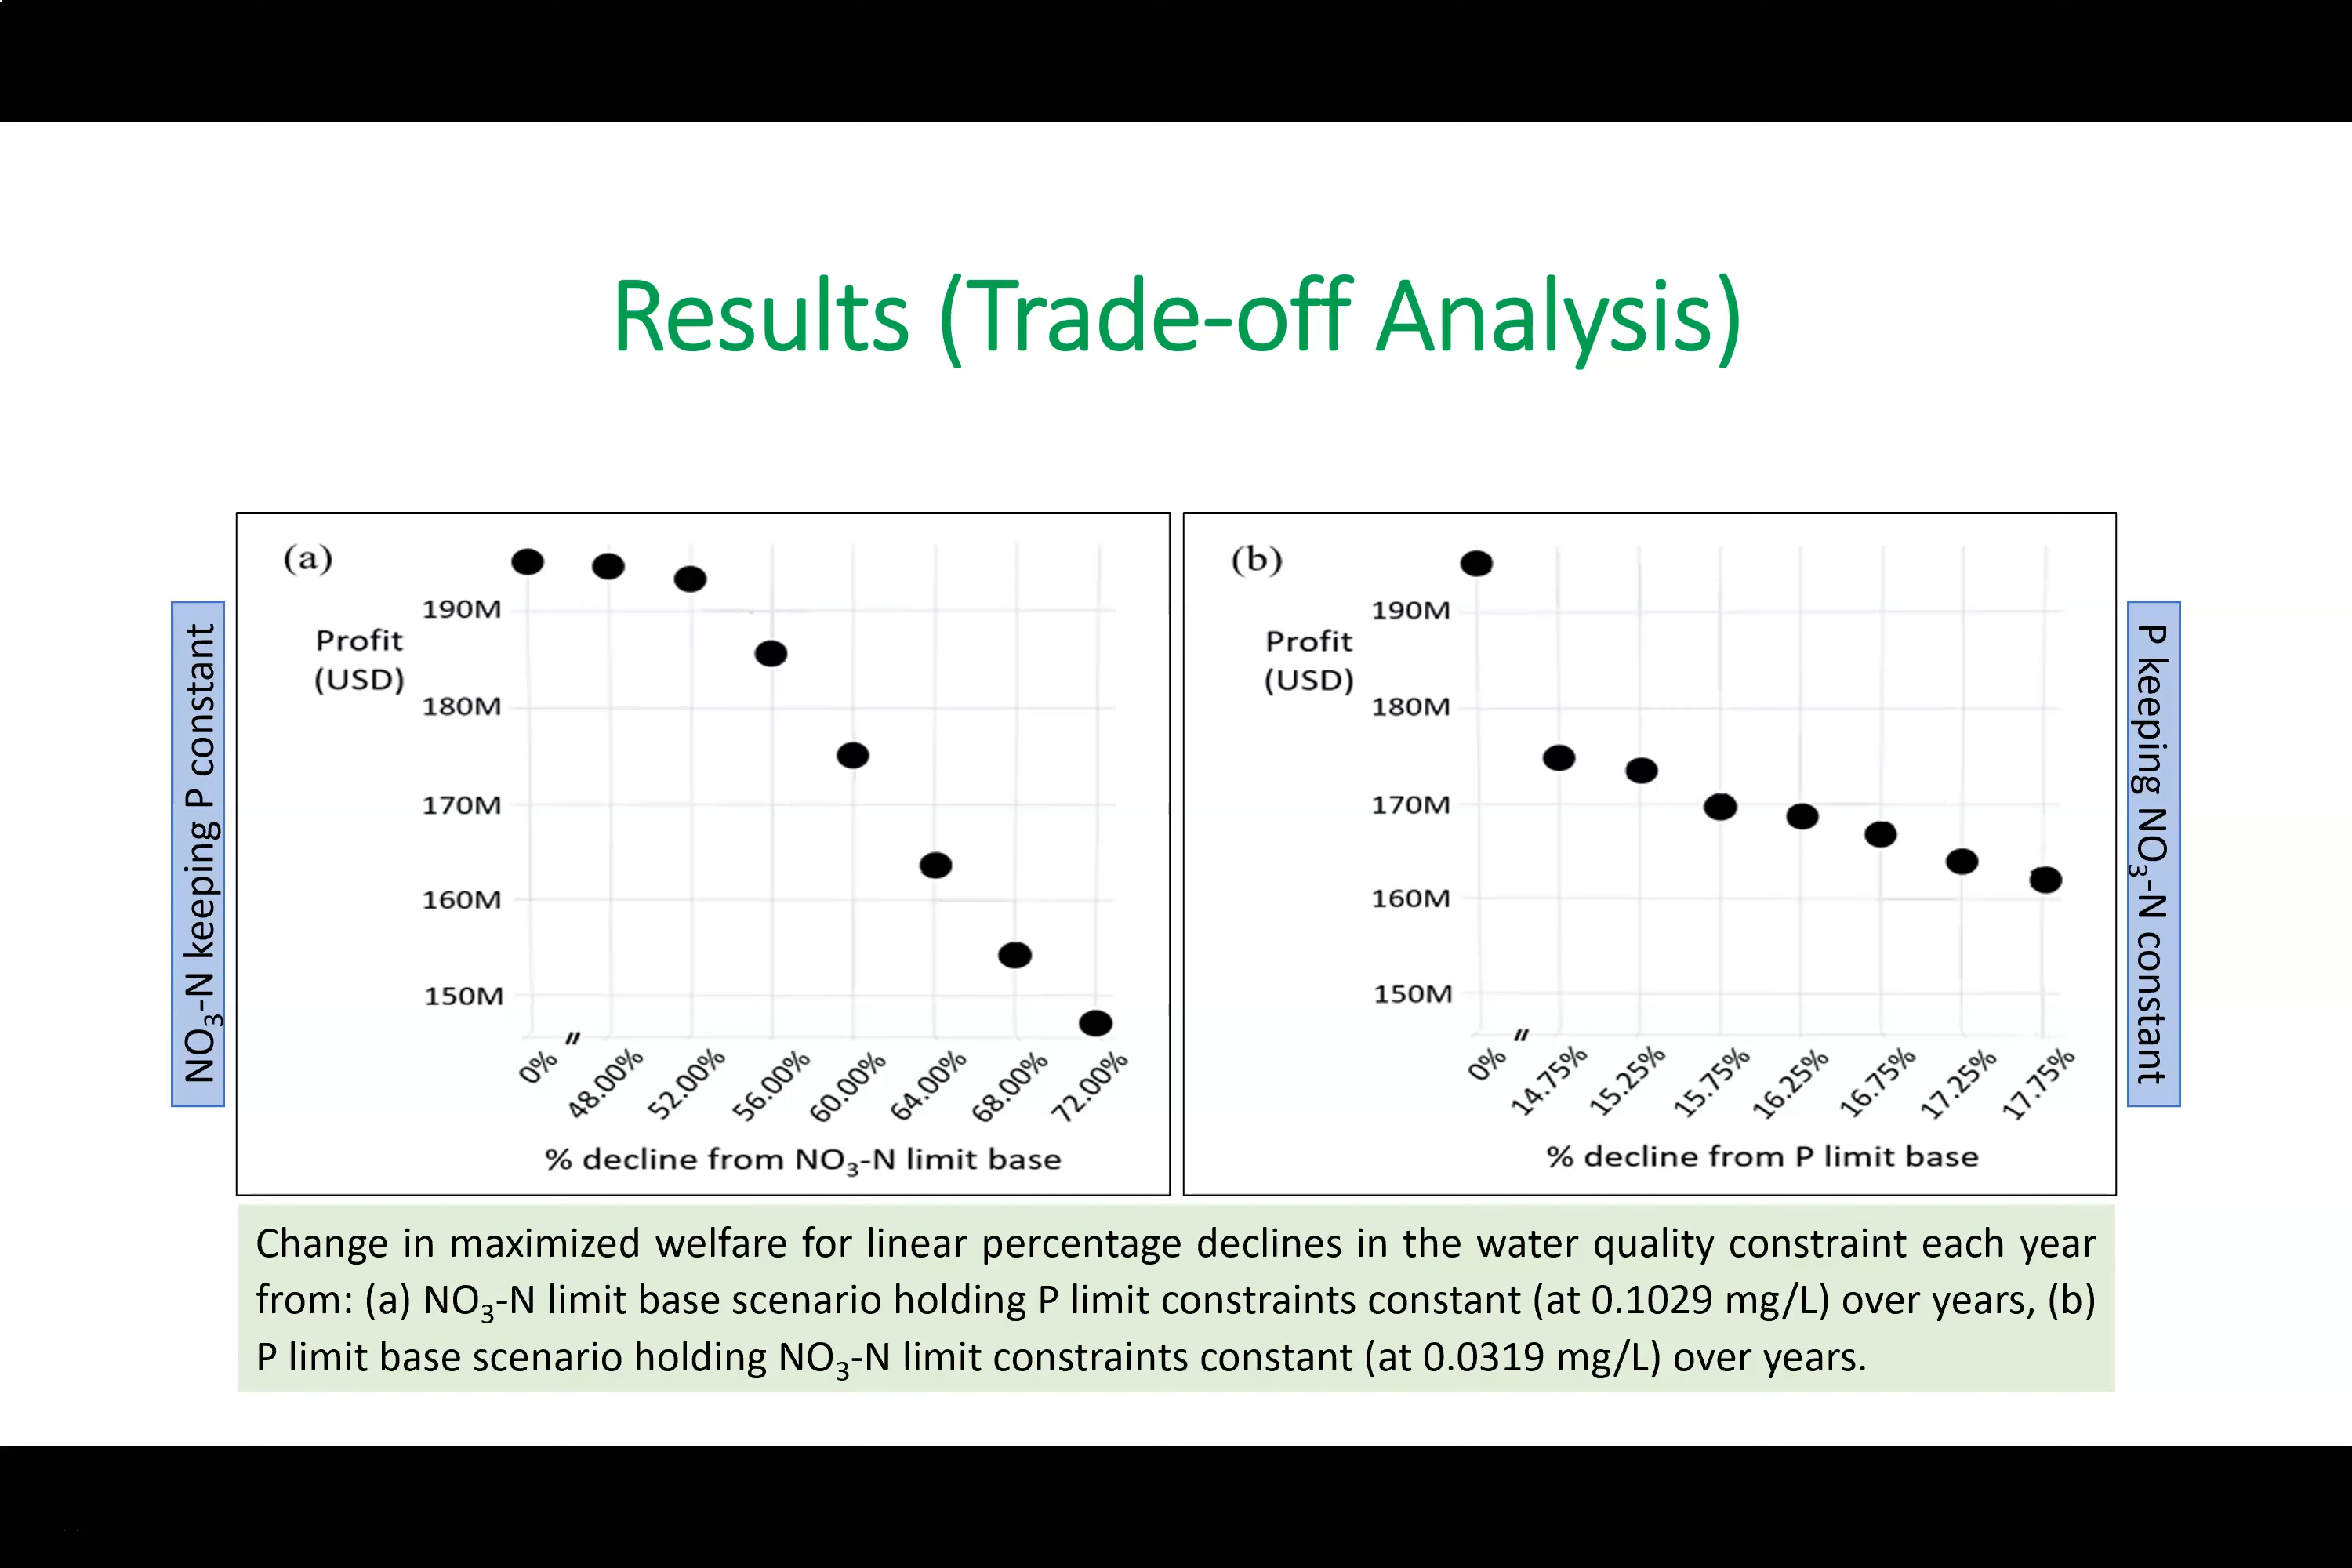 Results (Trade-off Analysis)
NO₃-N keeping P constant
(a)
Profit
(USD)
190M
180M
170M
160M
150M
0%
//
48.00%
52.00%
56.00%
60.00%
64.00%
68.00%
72.00%
% decline from NO₃-N limit base
(b)
Profit
(USD)
190M
180M
170M
160M
150M
0%
//
14.75%
15.25%
15.75%
16.25%
16.75%
17.25%
17.75%
% decline from P limit base
P keeping NO₃-N constant
Change in maximized welfare for linear percentage declines in the water quality constraint each year
from: (a) NO₃-N limit base scenario holding P limit constraints constant (at 0.1029 mg/L) over years, (b)
P limit base scenario holding NO₃-N limit constraints constant (at 0.0319 mg/L) over years.